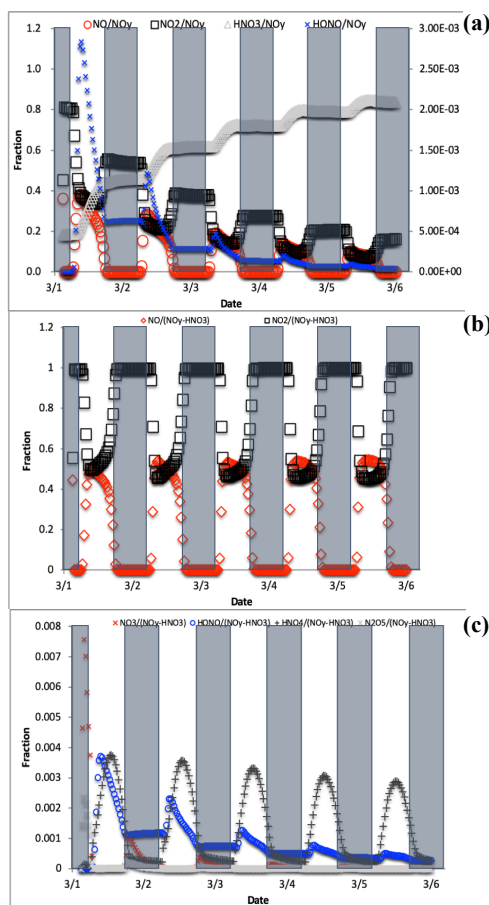 NO/NOy NO2/NOy HNO3/NOy HONO/NOy (a)
1.2 3.00E-03
1.0 2.50E-03
0.8 2.00E-03
0.6 1.50E-03
0.4 1.00E-03
0.2 5.00E-04
0.0 0.00E+00
Fraction
3/1 3/2 3/3 3/4 3/5 3/6
Date
NO/(NOy-HNO3) NO2/(NOy-HNO3) (b)
1.2
1
0.8
0.6
0.4
0.2
0
Fraction
3/1 3/2 3/3 3/4 3/5 3/6
Date
NO3/(NOy-HNO3) HONO/(NOy-HNO3) HNO4/(NOy-HNO3) N2O5/(NOy-HNO3) (c)
0.008
0.007
0.006
0.005
0.004
0.003
0.002
0.001
0
Fraction
3/1 3/2 3/3 3/4 3/5 3/6
Date